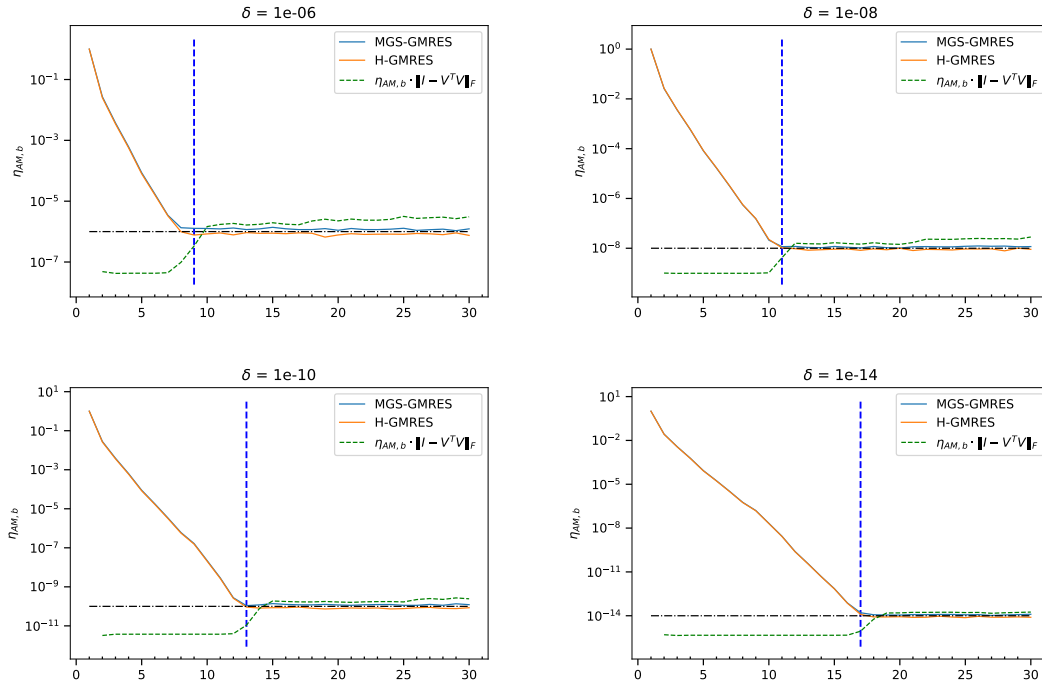 δ = 1e-06
MGS-GMRES
H-GMRES
η_{AM, b} · ‖I − V^T V‖_F
10^{-1}
10^{-3}
10^{-5}
10^{-7}
η_{AM, b}
0 5 10 15 20 25 30
δ = 1e-08
MGS-GMRES
H-GMRES
η_{AM, b} · ‖I − V^T V‖_F
10^{0}
10^{-2}
10^{-4}
10^{-6}
10^{-8}
η_{AM, b}
0 5 10 15 20 25 30
δ = 1e-10
MGS-GMRES
H-GMRES
η_{AM, b} · ‖I − V^T V‖_F
10^{1}
10^{-1}
10^{-3}
10^{-5}
10^{-7}
10^{-9}
10^{-11}
η_{AM, b}
0 5 10 15 20 25 30
δ = 1e-14
MGS-GMRES
H-GMRES
η_{AM, b} · ‖I − V^T V‖_F
10^{1}
10^{-2}
10^{-5}
10^{-8}
10^{-11}
10^{-14}
η_{AM, b}
0 5 10 15 20 25 30